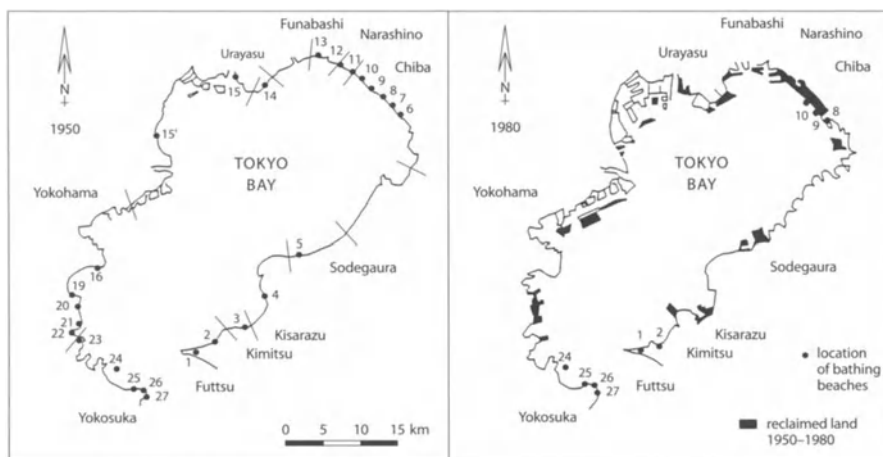 Funabashi
13
Narashino
12
Urayasu
11
10
Chiba
9
15
14
8
7
6
N
1950
15'
TOKYO
BAY
Yokohama
5
16
Sodegaura
19
4
20
21
3
22
2
Kisarazu
23
Kimitsu
1
24
Futtsu
25
26
27
Yokosuka
0 5 10 15 km
Funabashi
Narashino
Urayasu
Chiba
N
10
8
9
1980
TOKYO
BAY
Yokohama
Sodegaura
1
2
Kisarazu
Kimitsu
24
Futtsu
25
26
27
Yokosuka
location
of bathing
beaches
reclaimed land
1950–1980